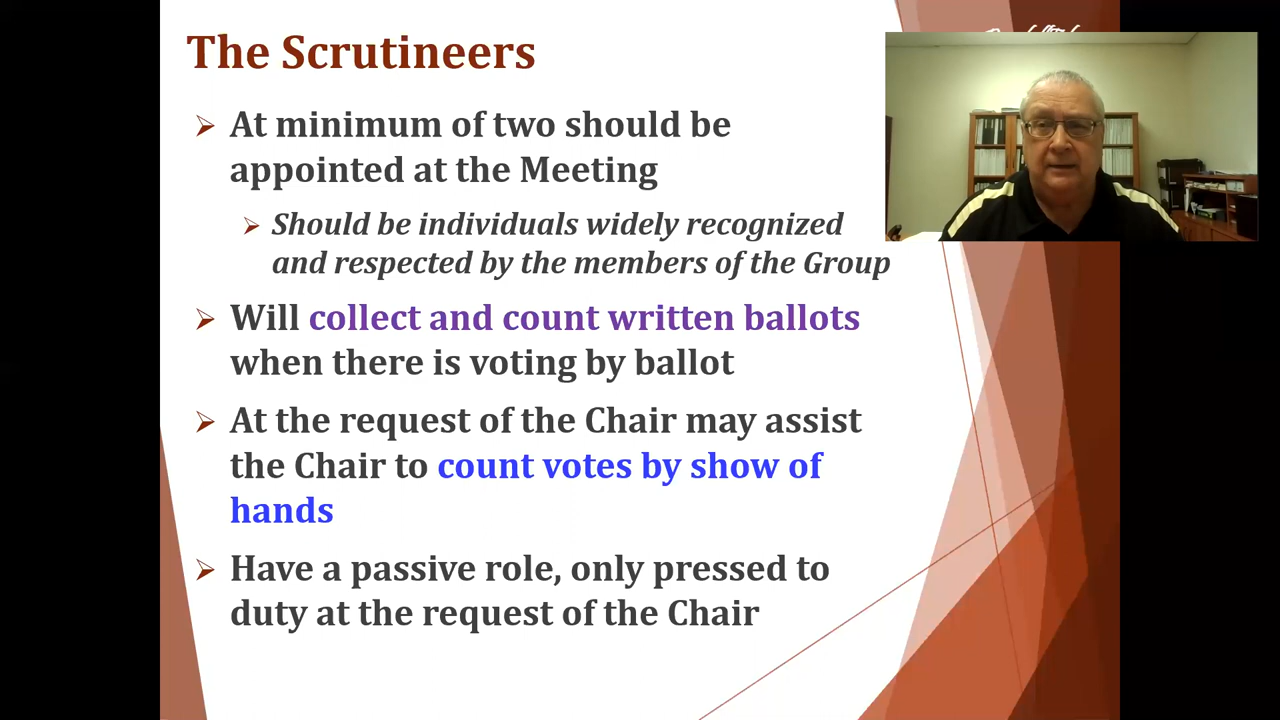 The Scrutineers
At minimum of two should be
appointed at the Meeting
Should be individuals widely recognized
and respected by the members of the Group
Will collect and count written ballots
when there is voting by ballot
At the request of the Chair may assist
the Chair to count votes by show of
hands
Have a passive role, only pressed to
duty at the request of the Chair